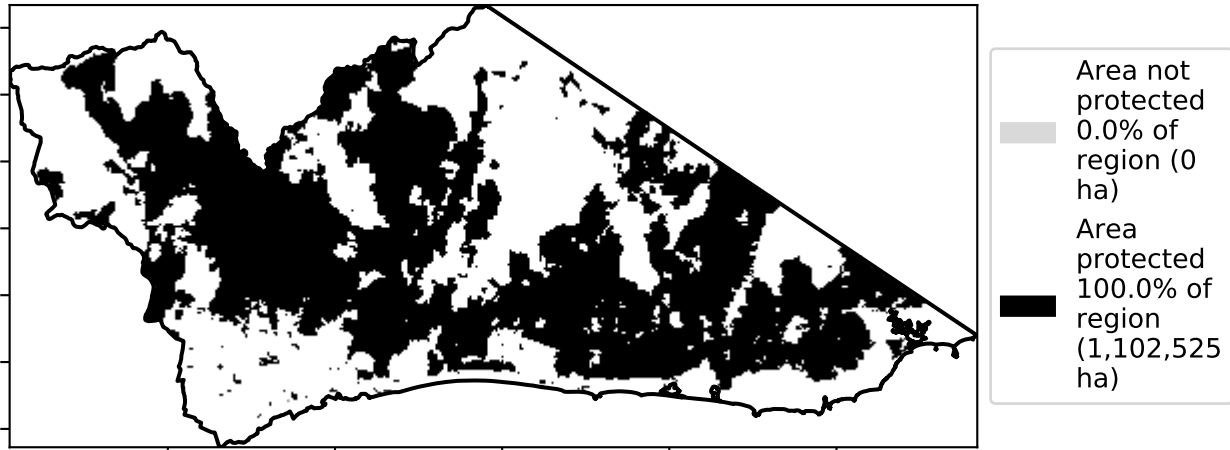 Area not
protected
0.0% of
region (0
ha)
Area
protected
100.0% of
region
(1,102,525
ha)